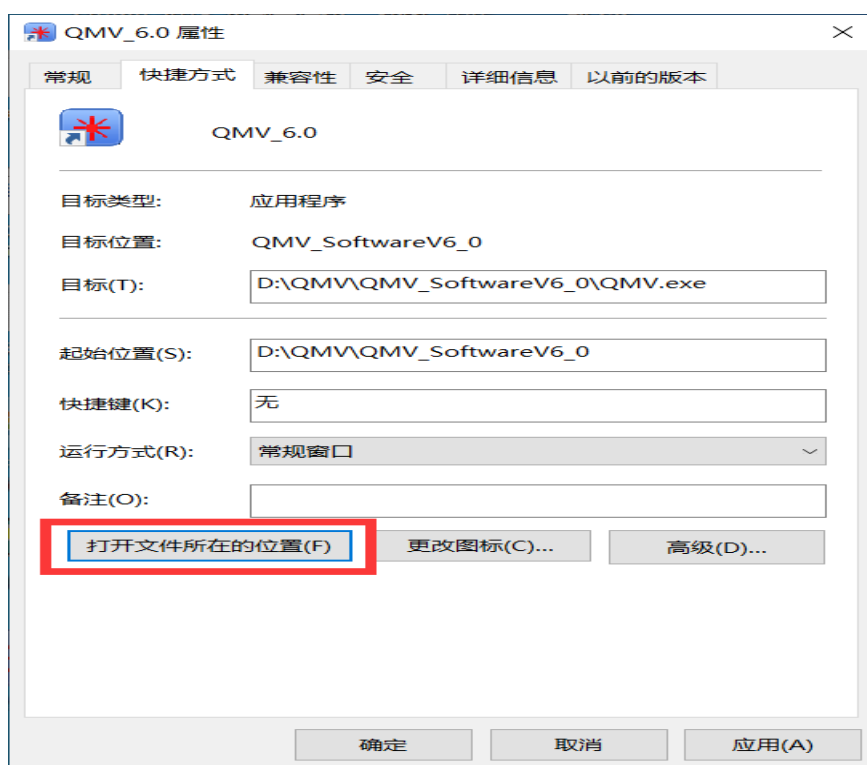 QMV_6.0 属性
常规 快捷方式 兼容性 安全 详细信息 以前的版本
QMV_6.0
目标类型: 应用程序
目标位置: QMV_SoftwareV6_0
目标(T): D:\QMV\QMV_SoftwareV6_0\QMV.exe
起始位置(S): D:\QMV\QMV_SoftwareV6_0
快捷键(K): 无
运行方式(R): 常规窗口
备注(O):
打开文件所在的位置(F) 更改图标(C)... 高级(D)...
确定 取消 应用(A)